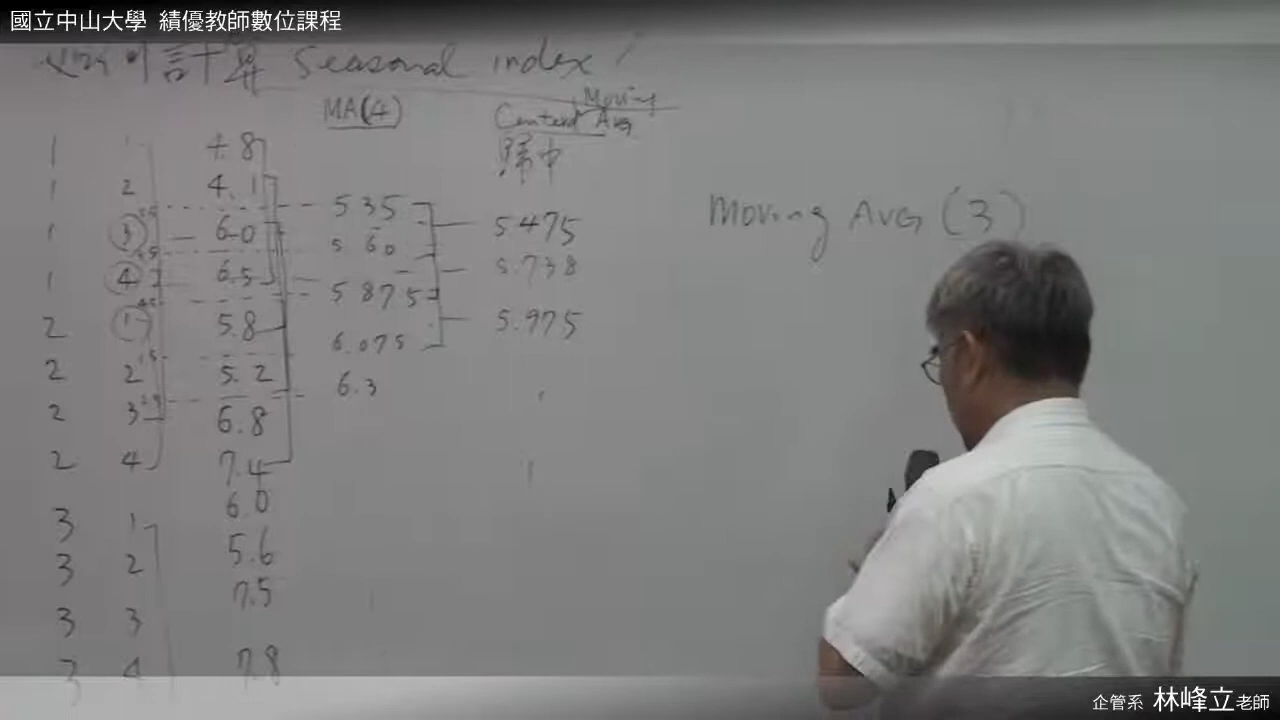 國立中山大學 績優教師數位課程
如何計算 Seasonal index
MA(4)
Centered Moving Avg
歸中
1 1 4.8
1 2 4.1 5.35
1 ③ 6.0 5.60 5.475
1 ④ 6.5 5.875 5.738
2 ① 5.8 6.075 5.975
2 2 5.2 6.3
2 3 6.8
2 4 7.4
3 1 6.0
3 2 5.6
3 3 7.5
3 4 7.8
Moving AVG (3)
企管系 林峰立老師